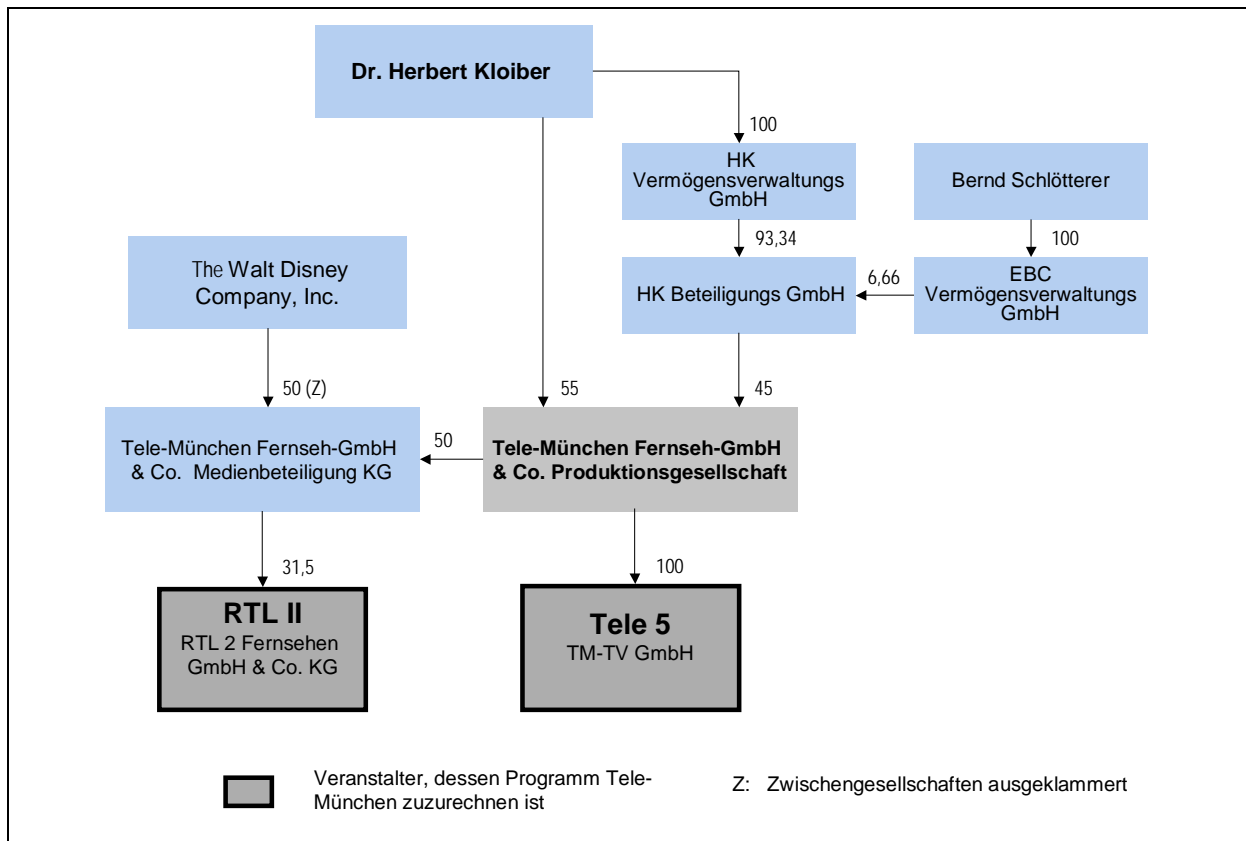 Dr. Herbert Kloiber
100
HK
Vermögensverwaltungs
GmbH
Bernd Schlötterer
93,34
100
The Walt Disney
Company, Inc.
HK Beteiligungs GmbH
6,66
EBC
Vermögensverwaltungs
GmbH
50 (Z)
55
45
Tele-München Fernseh-GmbH
& Co. Medienbeteiligung KG
50
Tele-München Fernseh-GmbH
& Co. Produktionsgesellschaft
31,5
100
RTL II
RTL 2 Fernsehen
GmbH & Co. KG
Tele 5
TM-TV GmbH
Veranstalter, dessen Programm Tele-
München zuzurechnen ist
Z: Zwischengesellschaften ausgeklammert